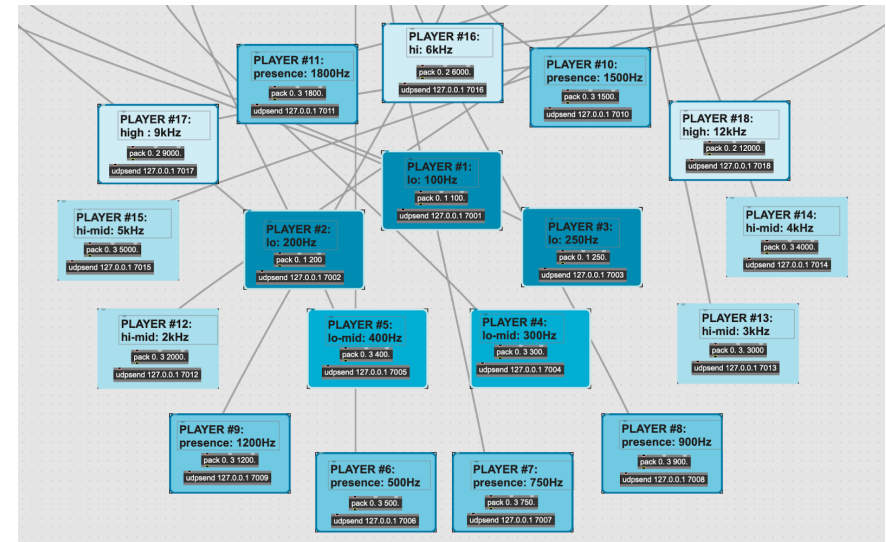 PLAYER #16:
hi: 6kHz
pack 0. 2 6000.
udpsend 127.0.0.1 7016
PLAYER #11:
presence: 1800Hz
pack 0. 3 1800.
udpsend 127.0.0.1 7011
PLAYER #10:
presence: 1500Hz
pack 0. 3 1500.
udpsend 127.0.0.1 7010
PLAYER #17:
high : 9kHz
pack 0. 2 9000.
udpsend 127.0.0.1 7017
PLAYER #18:
high: 12kHz
pack 0. 2 12000.
udpsend 127.0.0.1 7018
PLAYER #1:
lo: 100Hz
pack 0. 1 100.
udpsend 127.0.0.1 7001
PLAYER #15:
hi-mid: 5kHz
pack 0. 3 5000.
udpsend 127.0.0.1 7015
PLAYER #2:
lo: 200Hz
pack 0. 1 200
udpsend 127.0.0.1 7002
PLAYER #3:
lo: 250Hz
pack 0. 1 250.
udpsend 127.0.0.1 7003
PLAYER #14:
hi-mid: 4kHz
pack 0. 3 4000.
udpsend 127.0.0.1 7014
PLAYER #12:
hi-mid: 2kHz
pack 0. 3 2000.
udpsend 127.0.0.1 7012
PLAYER #5:
lo-mid: 400Hz
pack 0. 3 400.
udpsend 127.0.0.1 7005
PLAYER #4:
lo-mid: 300Hz
pack 0. 3 300.
udpsend 127.0.0.1 7004
PLAYER #13:
hi-mid: 3kHz
pack 0. 3. 3000
udpsend 127.0.0.1 7013
PLAYER #9:
presence: 1200Hz
pack 0. 3 1200.
udpsend 127.0.0.1 7009
PLAYER #6:
presence: 500Hz
pack 0. 3 500.
udpsend 127.0.0.1 7006
PLAYER #7:
presence: 750Hz
pack 0. 3 750.
udpsend 127.0.0.1 7007
PLAYER #8:
presence: 900Hz
pack 0. 3 900.
udpsend 127.0.0.1 7008